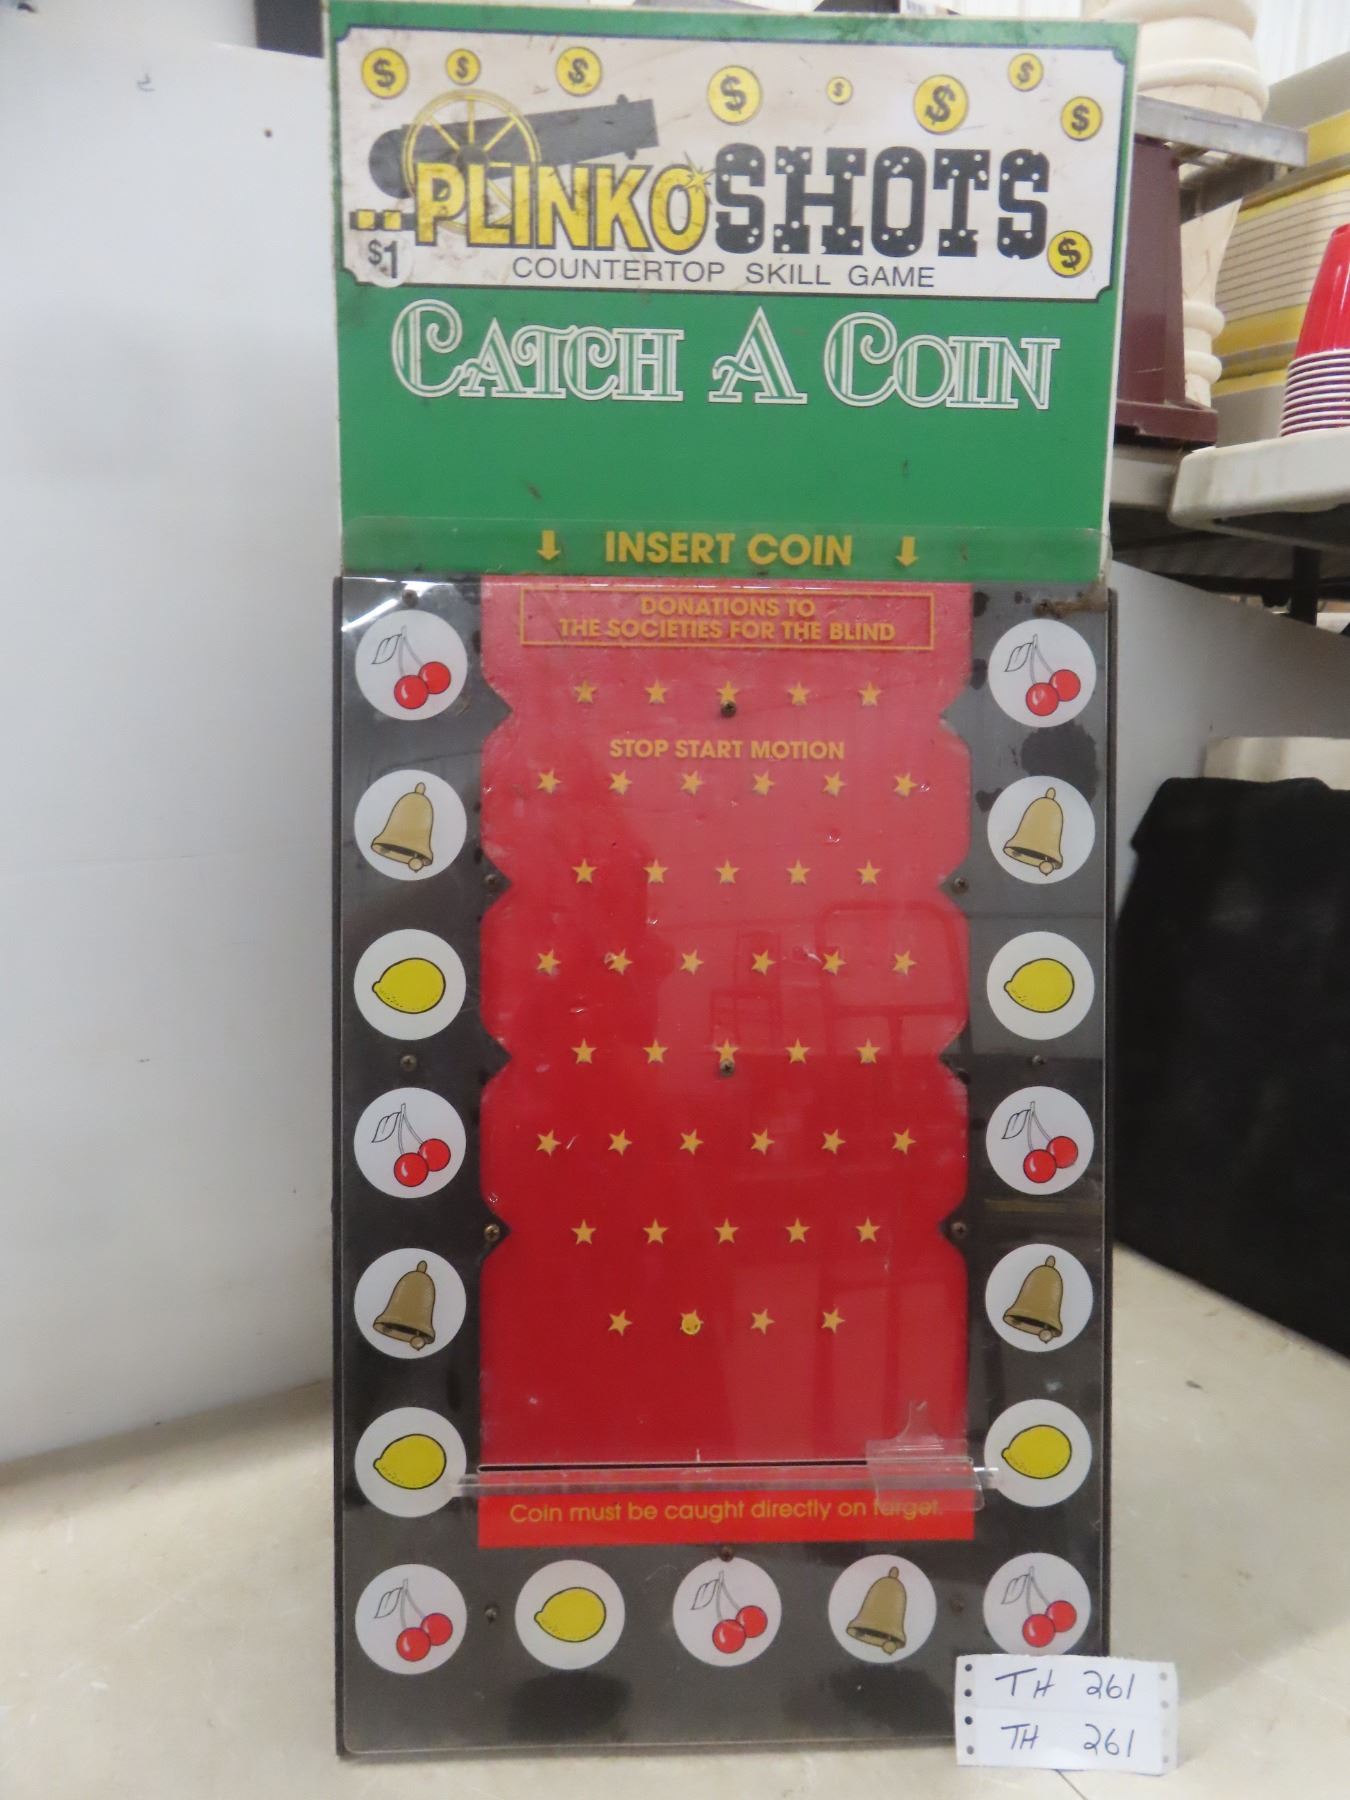 $ $ $ $ $ $ $ $
PLINKO SHOTS
$1 $
COUNTERTOP SKILL GAME
CATCH A COIN
INSERT COIN
DONATIONS TO
THE SOCIETIES FOR THE BLIND
STOP START MOTION
Coin must be caught directly on target.
TH 261
TH 261